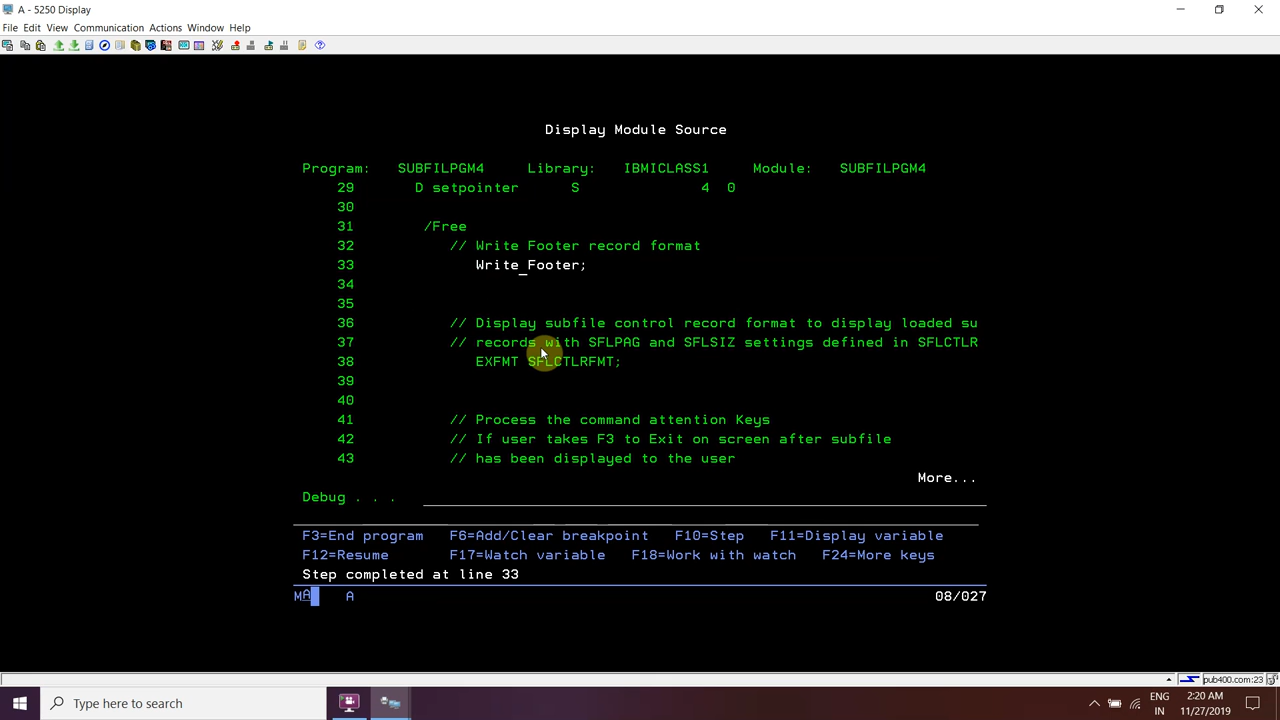 A - 5250 Display
File Edit View Communication Actions Window Help
Display Module Source
Program: SUBFILPGM4 Library: IBMICLASS1 Module: SUBFILPGM4
29 D setpointer S 4 0
30
31 /Free
32 // Write Footer record format
33 Write_Footer;
34
35
36 // Display subfile control record format to display loaded su
37 // records with SFLPAG and SFLSIZ settings defined in SFLCTLR
38 EXFMT SFLCTLRFMT;
39
40
41 // Process the command attention Keys
42 // If user takes F3 to Exit on screen after subfile
43 // has been displayed to the user
More...
Debug . . .
F3=End program F6=Add/Clear breakpoint F10=Step F11=Display variable
F12=Resume F17=Watch variable F18=Work with watch F24=More keys
Step completed at line 33
MA A 08/027
pub400.com:23
Type here to search
ENG
IN
2:20 AM
11/27/2019